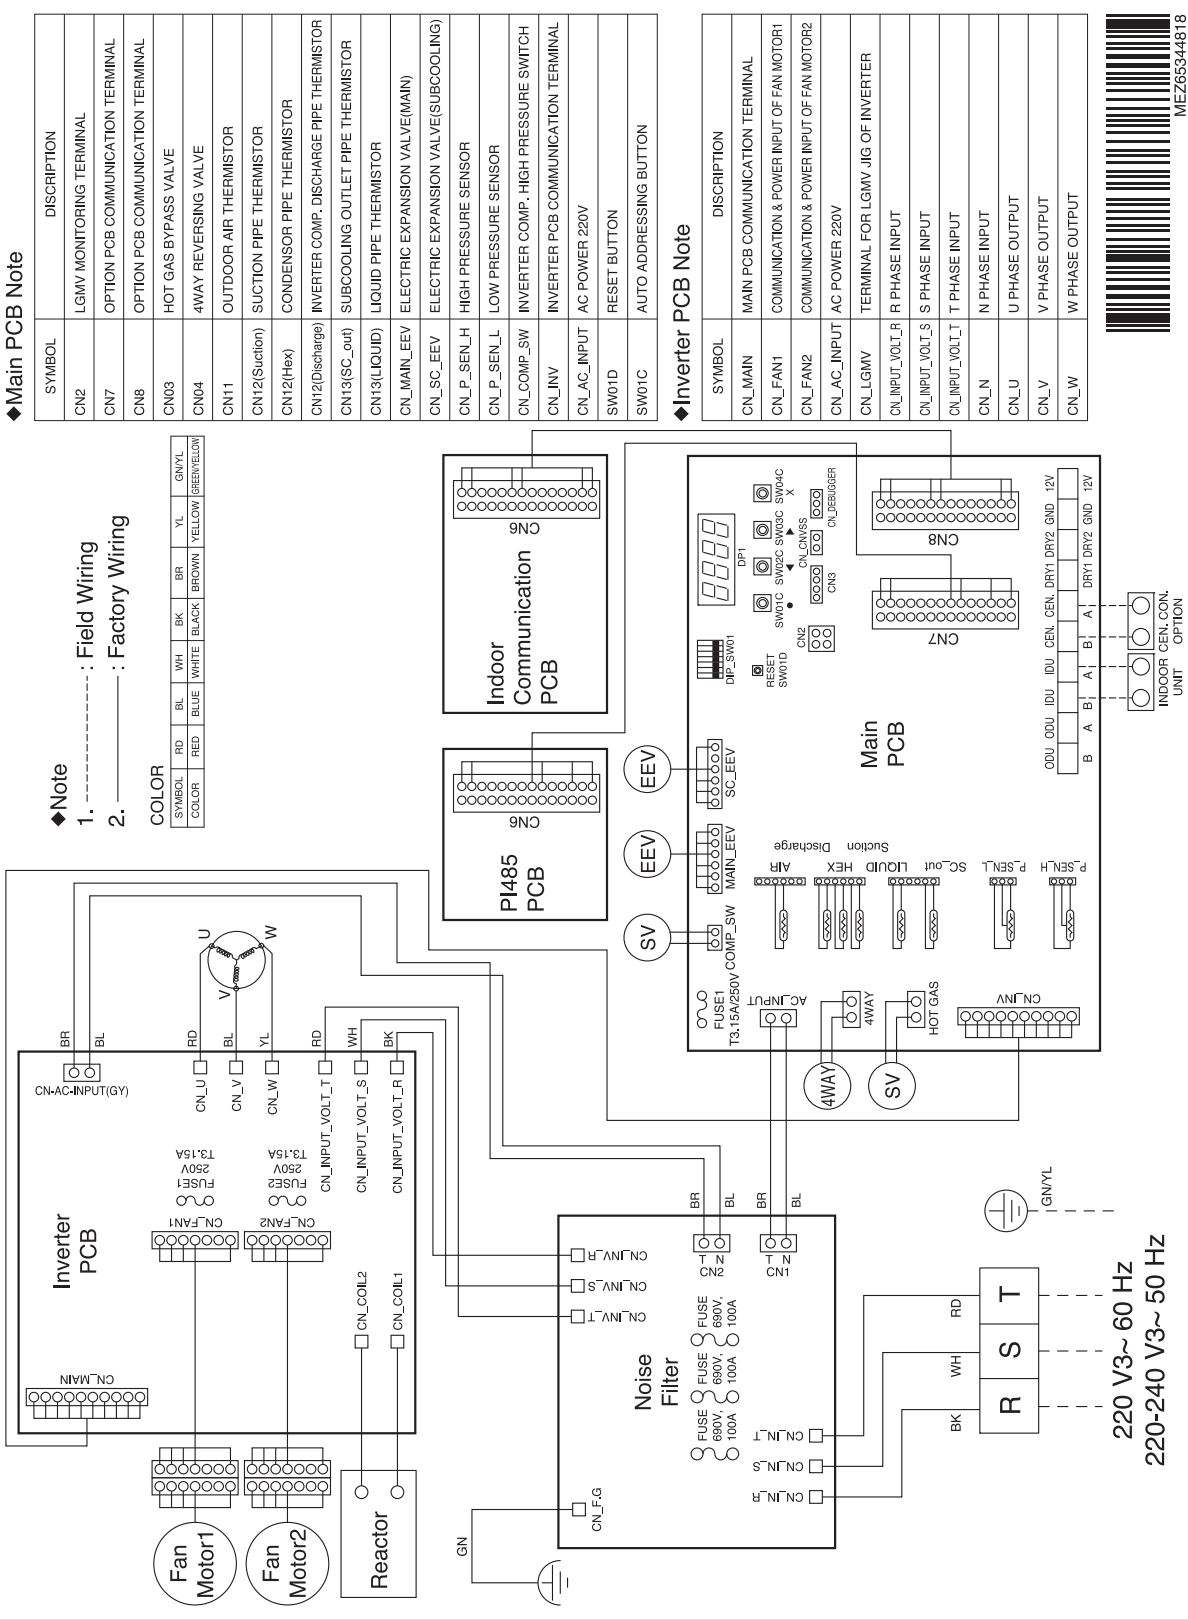 ◆Main PCB Note
SYMBOL DISCRIPTION
CN2 LGMV MONITORING TERMINAL
CN7 OPTION PCB COMMUNICATION TERMINAL
CN8 OPTION PCB COMMUNICATION TERMINAL
CN03 HOT GAS BYPASS VALVE
CN04 4WAY REVERSING VALVE
CN11 OUTDOOR AIR THERMISTOR
CN12(Suction) SUCTION PIPE THERMISTOR
CN12(Hex) CONDENSOR PIPE THERMISTOR
CN12(Discharge) INVERTER COMP. DISCHARGE PIPE THERMISTOR
CN13(SC_out) SUBCOOLING OUTLET PIPE THERMISTOR
CN13(LIQUID) LIQUID PIPE THERMISTOR
CN_MAIN_EEV ELECTRIC EXPANSION VALVE(MAIN)
CN_SC_EEV ELECTRIC EXPANSION VALVE(SUBCOOLING)
CN_P_SEN_H HIGH PRESSURE SENSOR
CN_P_SEN_L LOW PRESSURE SENSOR
CN_COMP_SW INVERTER COMP. HIGH PRESSURE SWITCH
CN_INV INVERTER PCB COMMUNICATION TERMINAL
CN_AC_INPUT AC POWER 220V
SW01D RESET BUTTON
SW01C AUTO ADDRESSING BUTTON
◆Inverter PCB Note
SYMBOL DISCRIPTION
CN_MAIN MAIN PCB COMMUNICATION TERMINAL
CN_FAN1 COMMUNICATION & POWER INPUT OF FAN MOTOR1
CN_FAN2 COMMUNICATION & POWER INPUT OF FAN MOTOR2
CN_AC_INPUT AC POWER 220V
CN_LGMV TERMINAL FOR LGMV JIG OF INVERTER
CN_INPUT_VOLT_R R PHASE INPUT
CN_INPUT_VOLT_S S PHASE INPUT
CN_INPUT_VOLT_T T PHASE INPUT
CN_N N PHASE INPUT
CN_U U PHASE OUTPUT
CN_V V PHASE OUTPUT
CN_W W PHASE OUTPUT
MEZ65344818
◆Note
1. ------------ : Field Wiring
2. ——— : Factory Wiring
COLOR
SYMBOL RD BL WH BK BR YL GN/YL
COLOR RED BLUE WHITE BLACK BROWN YELLOW GREEN/YELLOW
Inverter
PCB
CN_MAIN
CN-AC-INPUT(GY)
BR
BL
CN_U
CN_V
CN_W
RD
BL
YL
U
V
W
CN_INPUT_VOLT_T
CN_INPUT_VOLT_S
CN_INPUT_VOLT_R
RD
WH
BK
T3.15A
250V
FUSE1
T3.15A
250V
FUSE2
CN_FAN1
CN_FAN2
CN_COIL2
CN_COIL1
Fan
Motor1
Fan
Motor2
Reactor
PI485
PCB
CN6
Indoor
Communication
PCB
CN6
Main
PCB
DP1
DIP_SW01
RESET
SW01D
SW01C ●
SW02C ▼
SW03C ▲
SW04C
X
CN2
CN3
CN_CNVSS
CN_DEBUGGER
CN7
CN8
EEV
SC_EEV
EEV
MAIN_EEV
SV
COMP_SW
FUSE1
T3.15A/250V
AC_INPUT
4WAY
4WAY
SV
HOT GAS
CN_INV
AIR
Discharge
HEX
Suction
LIQUID
SC_out
P_SEN_L
P_SEN_H
ODU ODU IDU IDU CEN. CEN. DRY1 DRY2 GND 12V
DRY1 DRY2 GND 12V
B A B A B A
INDOOR
UNIT
CEN. CON.
OPTION
Noise
Filter
CN_F.G
GN
CN_INV_R
CN_INV_S
CN_INV_T
BR
BL
T N
CN2
BR
BL
T N
CN1
FUSE
690V,
100A
FUSE
690V,
100A
FUSE
690V,
100A
CN_IN_T
CN_IN_S
CN_IN_R
RD
WH
BK
R S T
GN/YL
220 V3~ 60 Hz
220-240 V3~ 50 Hz